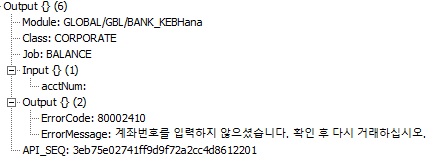 Output {} (6)
Module: GLOBAL/GBL/BANK_KEBHana
Class: CORPORATE
Job: BALANCE
Input {} (1)
acctNum:
Output {} (2)
ErrorCode: 80002410
ErrorMessage: 계좌번호를 입력하지 않으셨습니다. 확인 후 다시 거래하십시오.
API_SEQ: 3eb75e02741ff9d9f72a2cc4d8612201